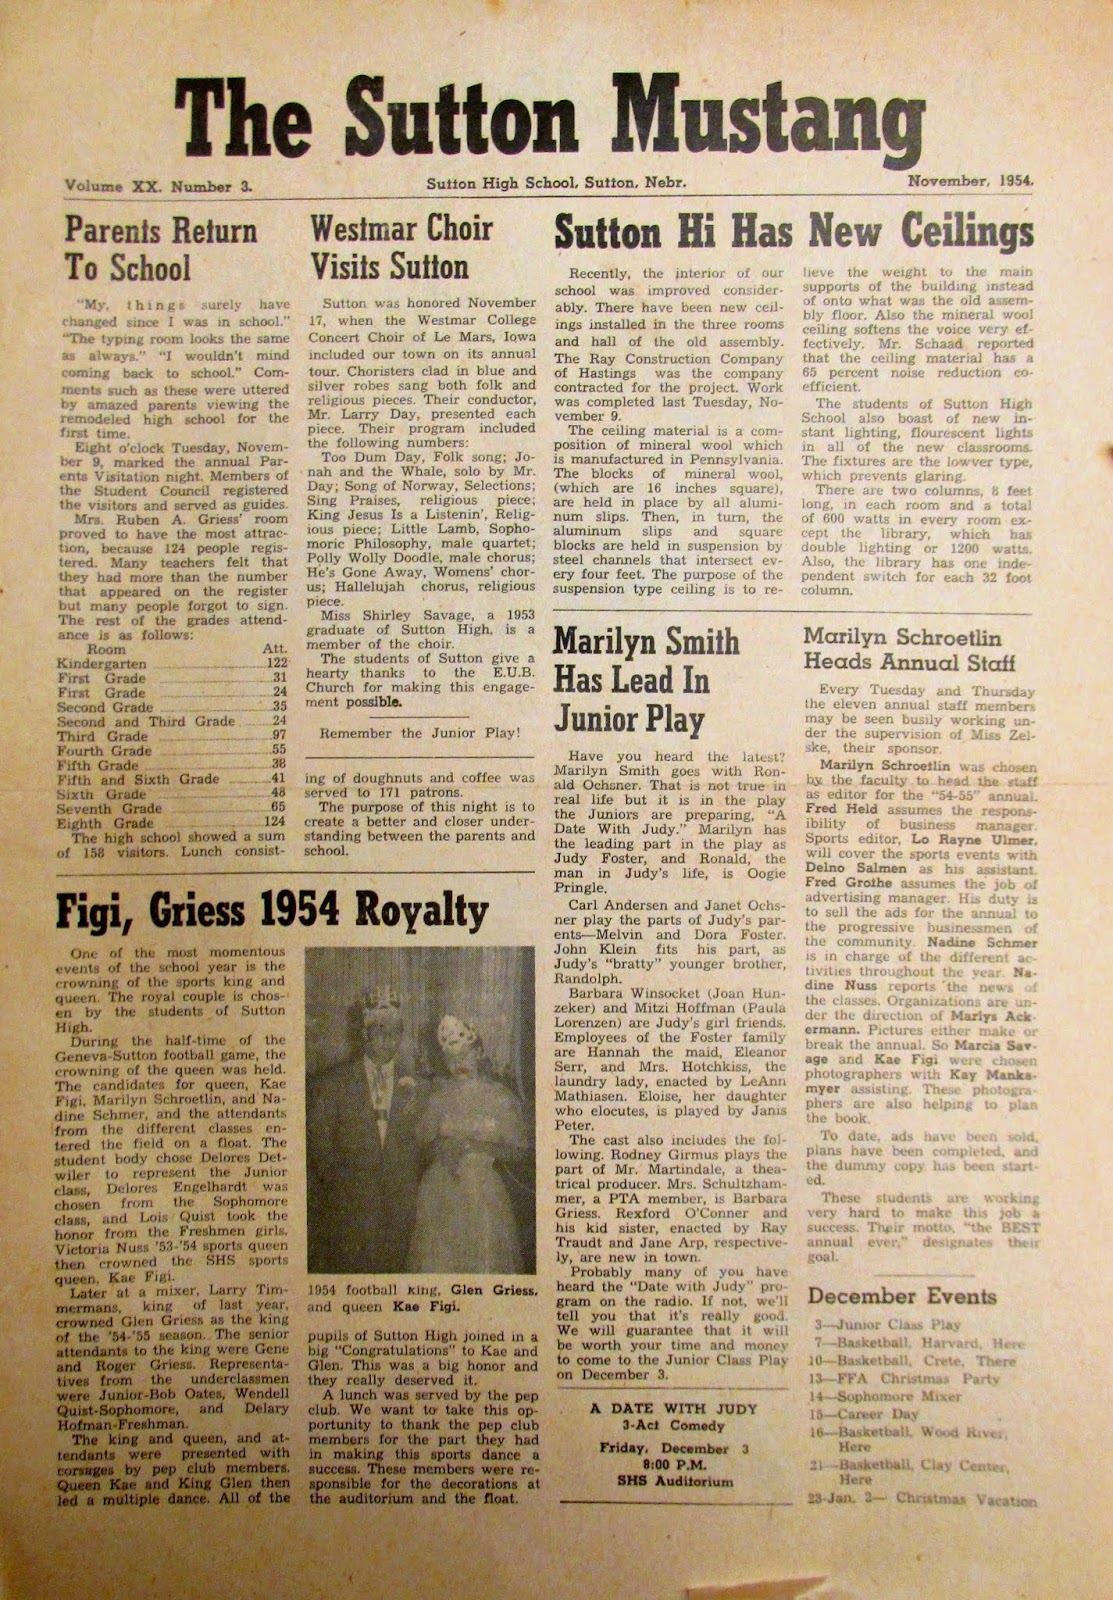 The Sutton Mustang
Volume XX. Number 3.
Sutton High School, Sutton, Nebr.
November, 1954.
Parents Return
To School
"My, things surely have
changed since I was in school."
"The typing room looks the same
as always." "I wouldn't mind
coming back to school." Com-
ments such as these were uttered
by amazed parents viewing the
remodeled high school for the
first time.
Eight o'clock Tuesday, Novem-
ber 9, marked the annual Par-
ents Visitation night. Members of
the Student Council registered
the visitors and served as guides.
Mrs. Ruben A. Griess' room
proved to have the most attrac-
tion, because 124 people regis-
tered. Many teachers felt that
they had more than the number
that appeared on the register
but many people forgot to sign.
The rest of the grades attend-
ance is as follows:
Room Att.
Kindergarten 122
First Grade 31
First Grade 24
Second Grade 35
Second and Third Grade 24
Third Grade 97
Fourth Grade 55
Fifth Grade 38
Fifth and Sixth Grade 41
Sixth Grade 48
Seventh Grade 65
Eighth Grade 124
The high school showed a sum
of 158 visitors. Lunch consist-
Westmar Choir
Visits Sutton
Sutton was honored November
17, when the Westmar College
Concert Choir of Le Mars, Iowa
included our town on its annual
tour. Choristers clad in blue and
silver robes sang both folk and
religious pieces. Their conductor,
Mr. Larry Day, presented each
piece. Their program included
the following numbers:
Too Dum Day, Folk song; Jo-
nah and the Whale, solo by Mr.
Day; Song of Norway, Selections;
Sing Praises, religious piece;
King Jesus Is a Listenin', Relig-
ious piece; Little Lamb, Sopho-
moric Philosophy, male quartet;
Polly Wolly Doodle, male chorus;
He's Gone Away, Womens' chor-
us; Hallelujah chorus, religious
piece.
Miss Shirley Savage, a 1953
graduate of Sutton High, is a
member of the choir.
The students of Sutton give a
hearty thanks to the E.U.B.
Church for making this engage-
ment possible.
Remember the Junior Play!
ing of doughnuts and coffee was
served to 171 patrons.
The purpose of this night is to
create a better and closer under-
standing between the parents and
school.
Sutton Hi Has New Ceilings
Recently, the interior of our
school was improved consider-
ably. There have been new ceil-
ings installed in the three rooms
and hall of the old assembly.
The Ray Construction Company
of Hastings was the company
contracted for the project. Work
was completed last Tuesday, No-
vember 9.
The ceiling material is a com-
position of mineral wool which
is manufactured in Pennsylvania.
The blocks of mineral wool,
(which are 16 inches square),
are held in place by all alumi-
num slips. Then, in turn, the
aluminum slips and square
blocks are held in suspension by
steel channels that intersect ev-
ery four feet. The purpose of the
suspension type ceiling is to re-
lieve the weight to the main
supports of the building instead
of onto what was the old assem-
bly floor. Also the mineral wool
ceiling softens the voice very ef-
fectively. Mr. Schaad reported
that the ceiling material has a
65 percent noise reduction co-
efficient.
The students of Sutton High
School also boast of new in-
stant lighting, flourescent lights
in all of the new classrooms.
The fixtures are the lowver type,
which prevents glaring.
There are two columns, 8 feet
long, in each room and a total
of 600 watts in every room ex-
cept the library, which has
double lighting or 1200 watts.
Also, the library has one inde-
pendent switch for each 32 foot
column.
Marilyn Smith
Has Lead In
Junior Play
Have you heard the latest?
Marilyn Smith goes with Ron-
ald Ochsner. That is not true in
real life but it is in the play
the Juniors are preparing, "A
Date With Judy." Marilyn has
the leading part in the play as
Judy Foster, and Ronald, the
man in Judy's life, is Oogie
Pringle.
Carl Andersen and Janet Ochs-
ner play the parts of Judy's par-
ents—Melvin and Dora Foster.
John Klein fits his part, as
Judy's "bratty" younger brother,
Randolph.
Barbara Winsocket (Joan Hun-
zeker) and Mitzi Hoffman (Paula
Lorenzen) are Judy's girl friends.
Employees of the Foster family
are Hannah the maid, Eleanor
Serr, and Mrs. Hotchkiss, the
laundry lady, enacted by LeAnn
Mathiasen. Eloise, her daughter
who elocutes, is played by Janis
Peter.
The cast also includes the fol-
lowing. Rodney Girmus plays the
part of Mr. Martindale, a thea-
trical producer. Mrs. Schultzham-
mer, a PTA member, is Barbara
Griess. Rexford O'Conner and
his kid sister, enacted by Ray
Traudt and Jane Arp, respective-
ly, are new in town.
Probably many of you have
heard the "Date with Judy" pro-
gram on the radio. If not, we'll
tell you that it's really good.
We will guarantee that it will
be worth your time and money
to come to the Junior Class Play
on December 3.
A DATE WITH JUDY
3-Act Comedy
Friday, December 3
8:00 P.M.
SHS Auditorium
Marilyn Schroetlin
Heads Annual Staff
Every Tuesday and Thursday
the eleven annual staff members
may be seen busily working un-
der the supervision of Miss Zel-
ske, their sponsor.
Marilyn Schroetlin was chosen
by the faculty to head the staff
as editor for the "54-55" annual.
Fred Held assumes the respons-
ibility of business manager.
Sports editor, Lo Rayne Ulmer,
will cover the sports events with
Delno Salmen as his assistant.
Fred Grothe assumes the job of
advertising manager. His duty is
to sell the ads for the annual to
the progressive businessmen of
the community. Nadine Schmer
is in charge of the different ac-
tivities throughout the year. Na-
dine Nuss reports the news of
the classes. Organizations are un-
der the direction of Marlys Ack-
ermann. Pictures either make or
break the annual. So Marcia Sav-
age and Kae Figi were chosen
photographers with Kay Manka-
myer assisting. These photogra-
phers are also helping to plan
the book.
To date, ads have been sold,
plans have been completed, and
the dummy copy has been start-
ed.
These students are working
very hard to make this job a
success. Their motto, "the BEST
annual ever," designates their
goal.
December Events
3—Junior Class Play
7—Basketball, Harvard, Here
10—Basketball, Crete, There
13—FFA Christmas Party
14—Sophomore Mixer
15—Career Day
16—Basketball, Wood River,
Here
21—Basketball, Clay Center,
Here
23-Jan. 2— Christmas Vacation
Figi, Griess 1954 Royalty
One of the most momentous
events of the school year is the
crowning of the sports king and
queen. The royal couple is chos-
en by the students of Sutton
High.
During the half-time of the
Geneva-Sutton football game, the
crowning of the queen was held.
The candidates for queen, Kae
Figi, Marilyn Schroetlin, and Na-
dine Schmer, and the attendants
from the different classes en-
tered the field on a float. The
student body chose Delores Det-
wiler to represent the Junior
class, Delores Engelhardt was
chosen from the Sophomore
class, and Lois Quist took the
honor from the Freshmen girls.
Victoria Nuss '53-'54 sports queen
then crowned the SHS sports
queen, Kae Figi.
Later at a mixer, Larry Tim-
mermans, king of last year,
crowned Glen Griess as the king
of the '54-'55 season. The senior
attendants to the king were Gene
and Roger Griess. Representa-
tives from the underclassmen
were Junior-Bob Oates, Wendell
Quist-Sophomore, and Delary
Hofman-Freshman.
The king and queen, and at-
tendants were presented with
corsages by pep club members.
Queen Kae and King Glen then
led a multiple dance. All of the
1954 football king, Glen Griess,
and queen Kae Figi.
pupils of Sutton High joined in a
big "Congratulations" to Kae and
Glen. This was a big honor and
they really deserved it.
A lunch was served by the pep
club. We want to take this op-
portunity to thank the pep club
members for the part they had
in making this sports dance a
success. These members were re-
sponsible for the decorations at
the auditorium and the float.